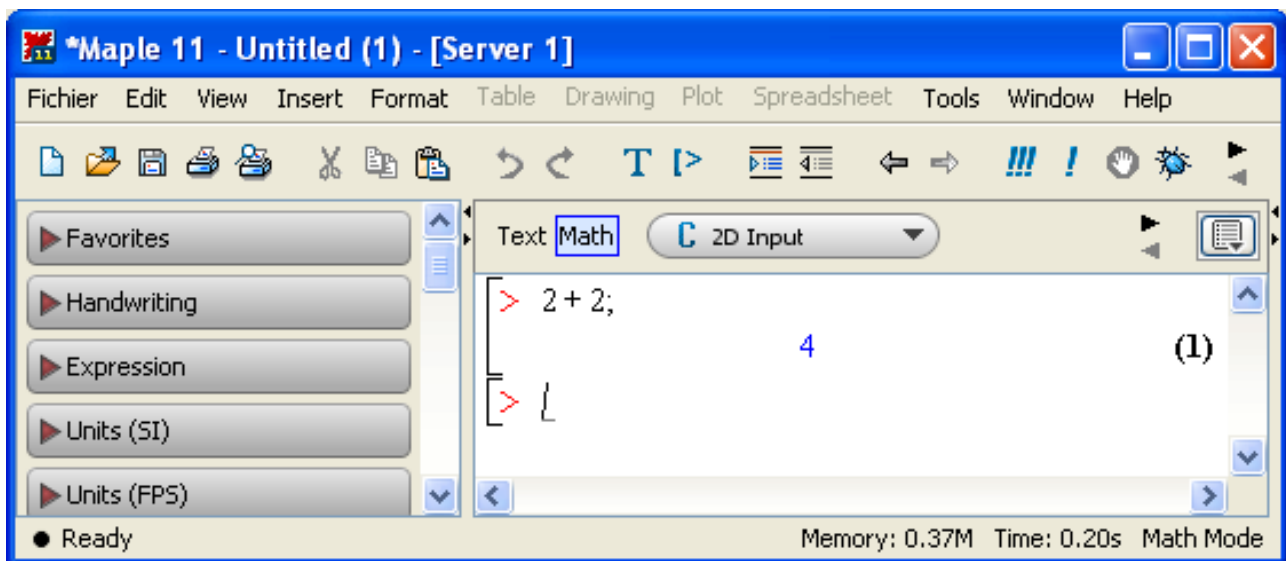 *Maple 11 - Untitled (1) - [Server 1]
Fichier Edit View Insert Format Table Drawing Plot Spreadsheet Tools Window Help
T [> !!! !
Favorites
Handwriting
Expression
Units (SI)
Units (FPS)
Text Math C 2D Input
> 2 + 2;
4 (1)
>
Ready Memory: 0.37M Time: 0.20s Math Mode